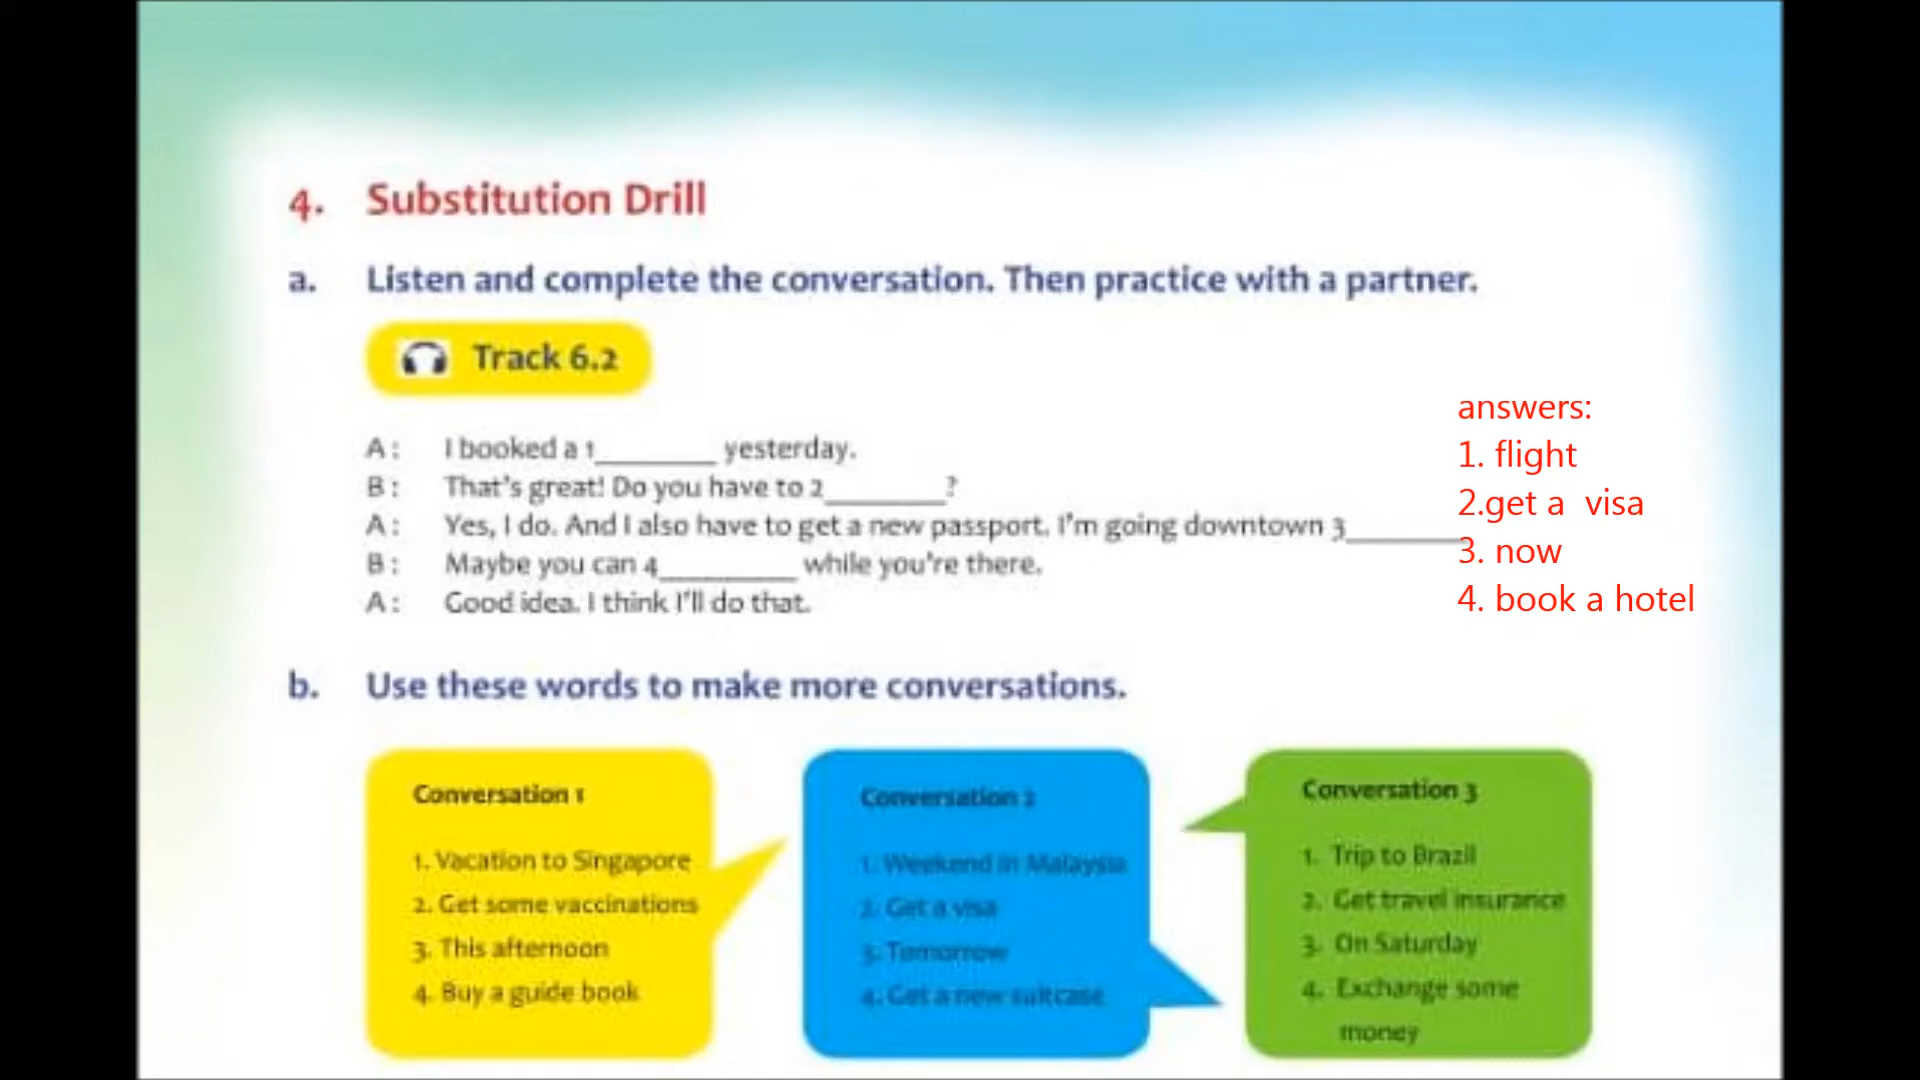 4. Substitution Drill
a. Listen and complete the conversation. Then practice with a partner.
Track 6.2
A: I booked a 1________ yesterday.
B: That's great! Do you have to 2________?
A: Yes, I do. And I also have to get a new passport. I'm going downtown 3________
B: Maybe you can 4_________ while you're there.
A: Good idea. I think I'll do that.
answers:
1. flight
2.get a  visa
3. now
4. book a hotel
b. Use these words to make more conversations.
Conversation 1
1. Vacation to Singapore
2. Get some vaccinations
3. This afternoon
4. Buy a guide book
Conversation 2
1. Weekend in Malaysia
2. Get a visa
3. Tomorrow
4. Get a new suitcase
Conversation 3
1. Trip to Brazil
2. Get travel insurance
3. On Saturday
4. Exchange some
money